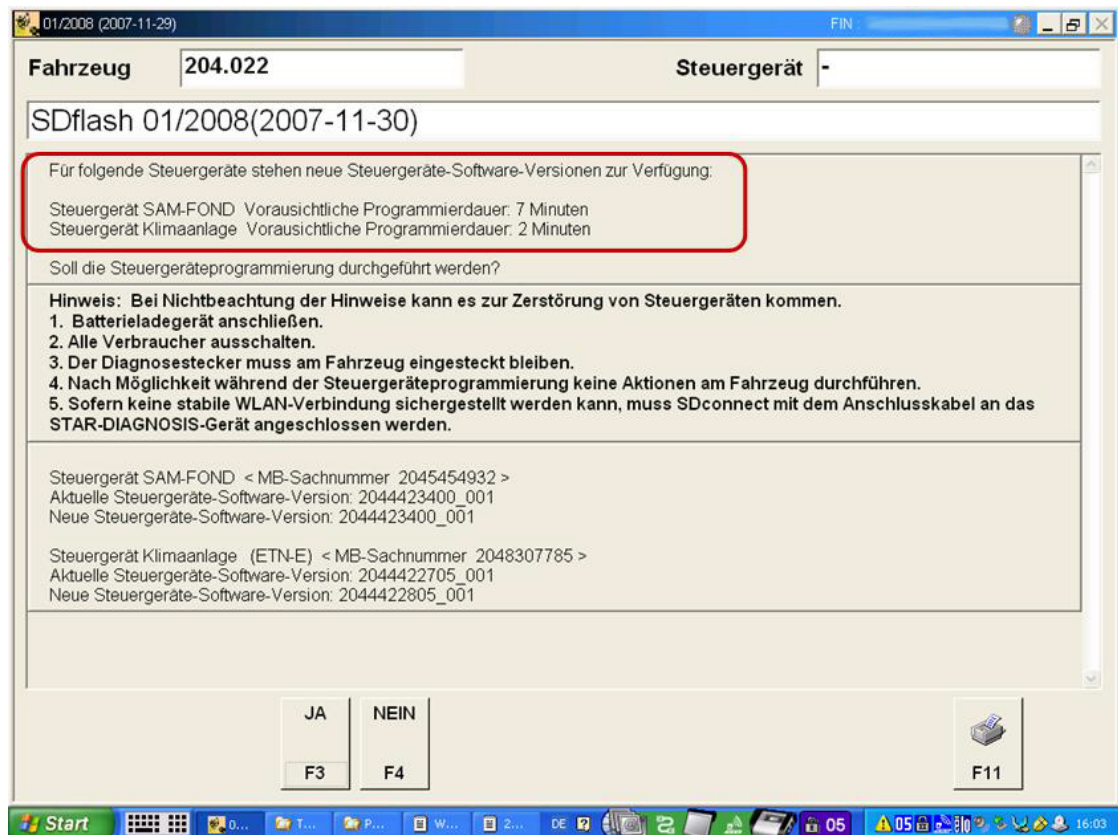 01/2008 (2007-11-29)
FIN :
Fahrzeug 204.022 Steuergerät -
SDflash 01/2008(2007-11-30)
Für folgende Steuergeräte stehen neue Steuergeräte-Software-Versionen zur Verfügung:
Steuergerät SAM-FOND Vorausichtliche Programmierdauer: 7 Minuten
Steuergerät Klimaanlage Vorausichtliche Programmierdauer: 2 Minuten
Soll die Steuergeräteprogrammierung durchgeführt werden?
Hinweis: Bei Nichtbeachtung der Hinweise kann es zur Zerstörung von Steuergeräten kommen.
1. Batterieladegerät anschließen.
2. Alle Verbraucher ausschalten.
3. Der Diagnosestecker muss am Fahrzeug eingesteckt bleiben.
4. Nach Möglichkeit während der Steuergeräteprogrammierung keine Aktionen am Fahrzeug durchführen.
5. Sofern keine stabile WLAN-Verbindung sichergestellt werden kann, muss SDconnect mit dem Anschlusskabel an das
STAR-DIAGNOSIS-Gerät angeschlossen werden.
Steuergerät SAM-FOND < MB-Sachnummer 2045454932 >
Aktuelle Steuergeräte-Software-Version: 2044423400_001
Neue Steuergeräte-Software-Version: 2044423400_001
Steuergerät Klimaanlage (ETN-E) < MB-Sachnummer 2048307785 >
Aktuelle Steuergeräte-Software-Version: 2044422705_001
Neue Steuergeräte-Software-Version: 2044422805_001
JA NEIN
F3 F4 F11
Start 0... T... P... W... 2... DE 05 05 16:03